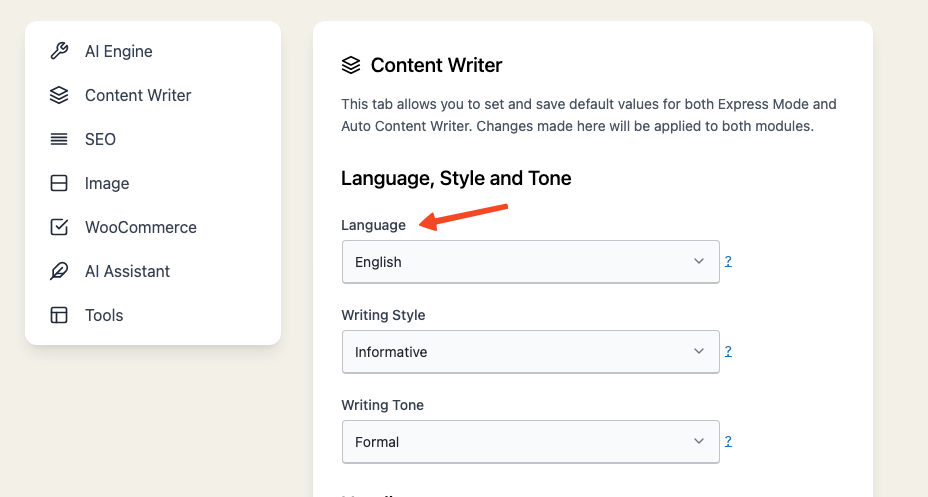 AI Engine
Content Writer
SEO
Image
WooCommerce
AI Assistant
Tools
Content Writer
This tab allows you to set and save default values for both Express Mode and
Auto Content Writer. Changes made here will be applied to both modules.
Language, Style and Tone
Language
English
?
Writing Style
Informative
?
Writing Tone
Formal
?